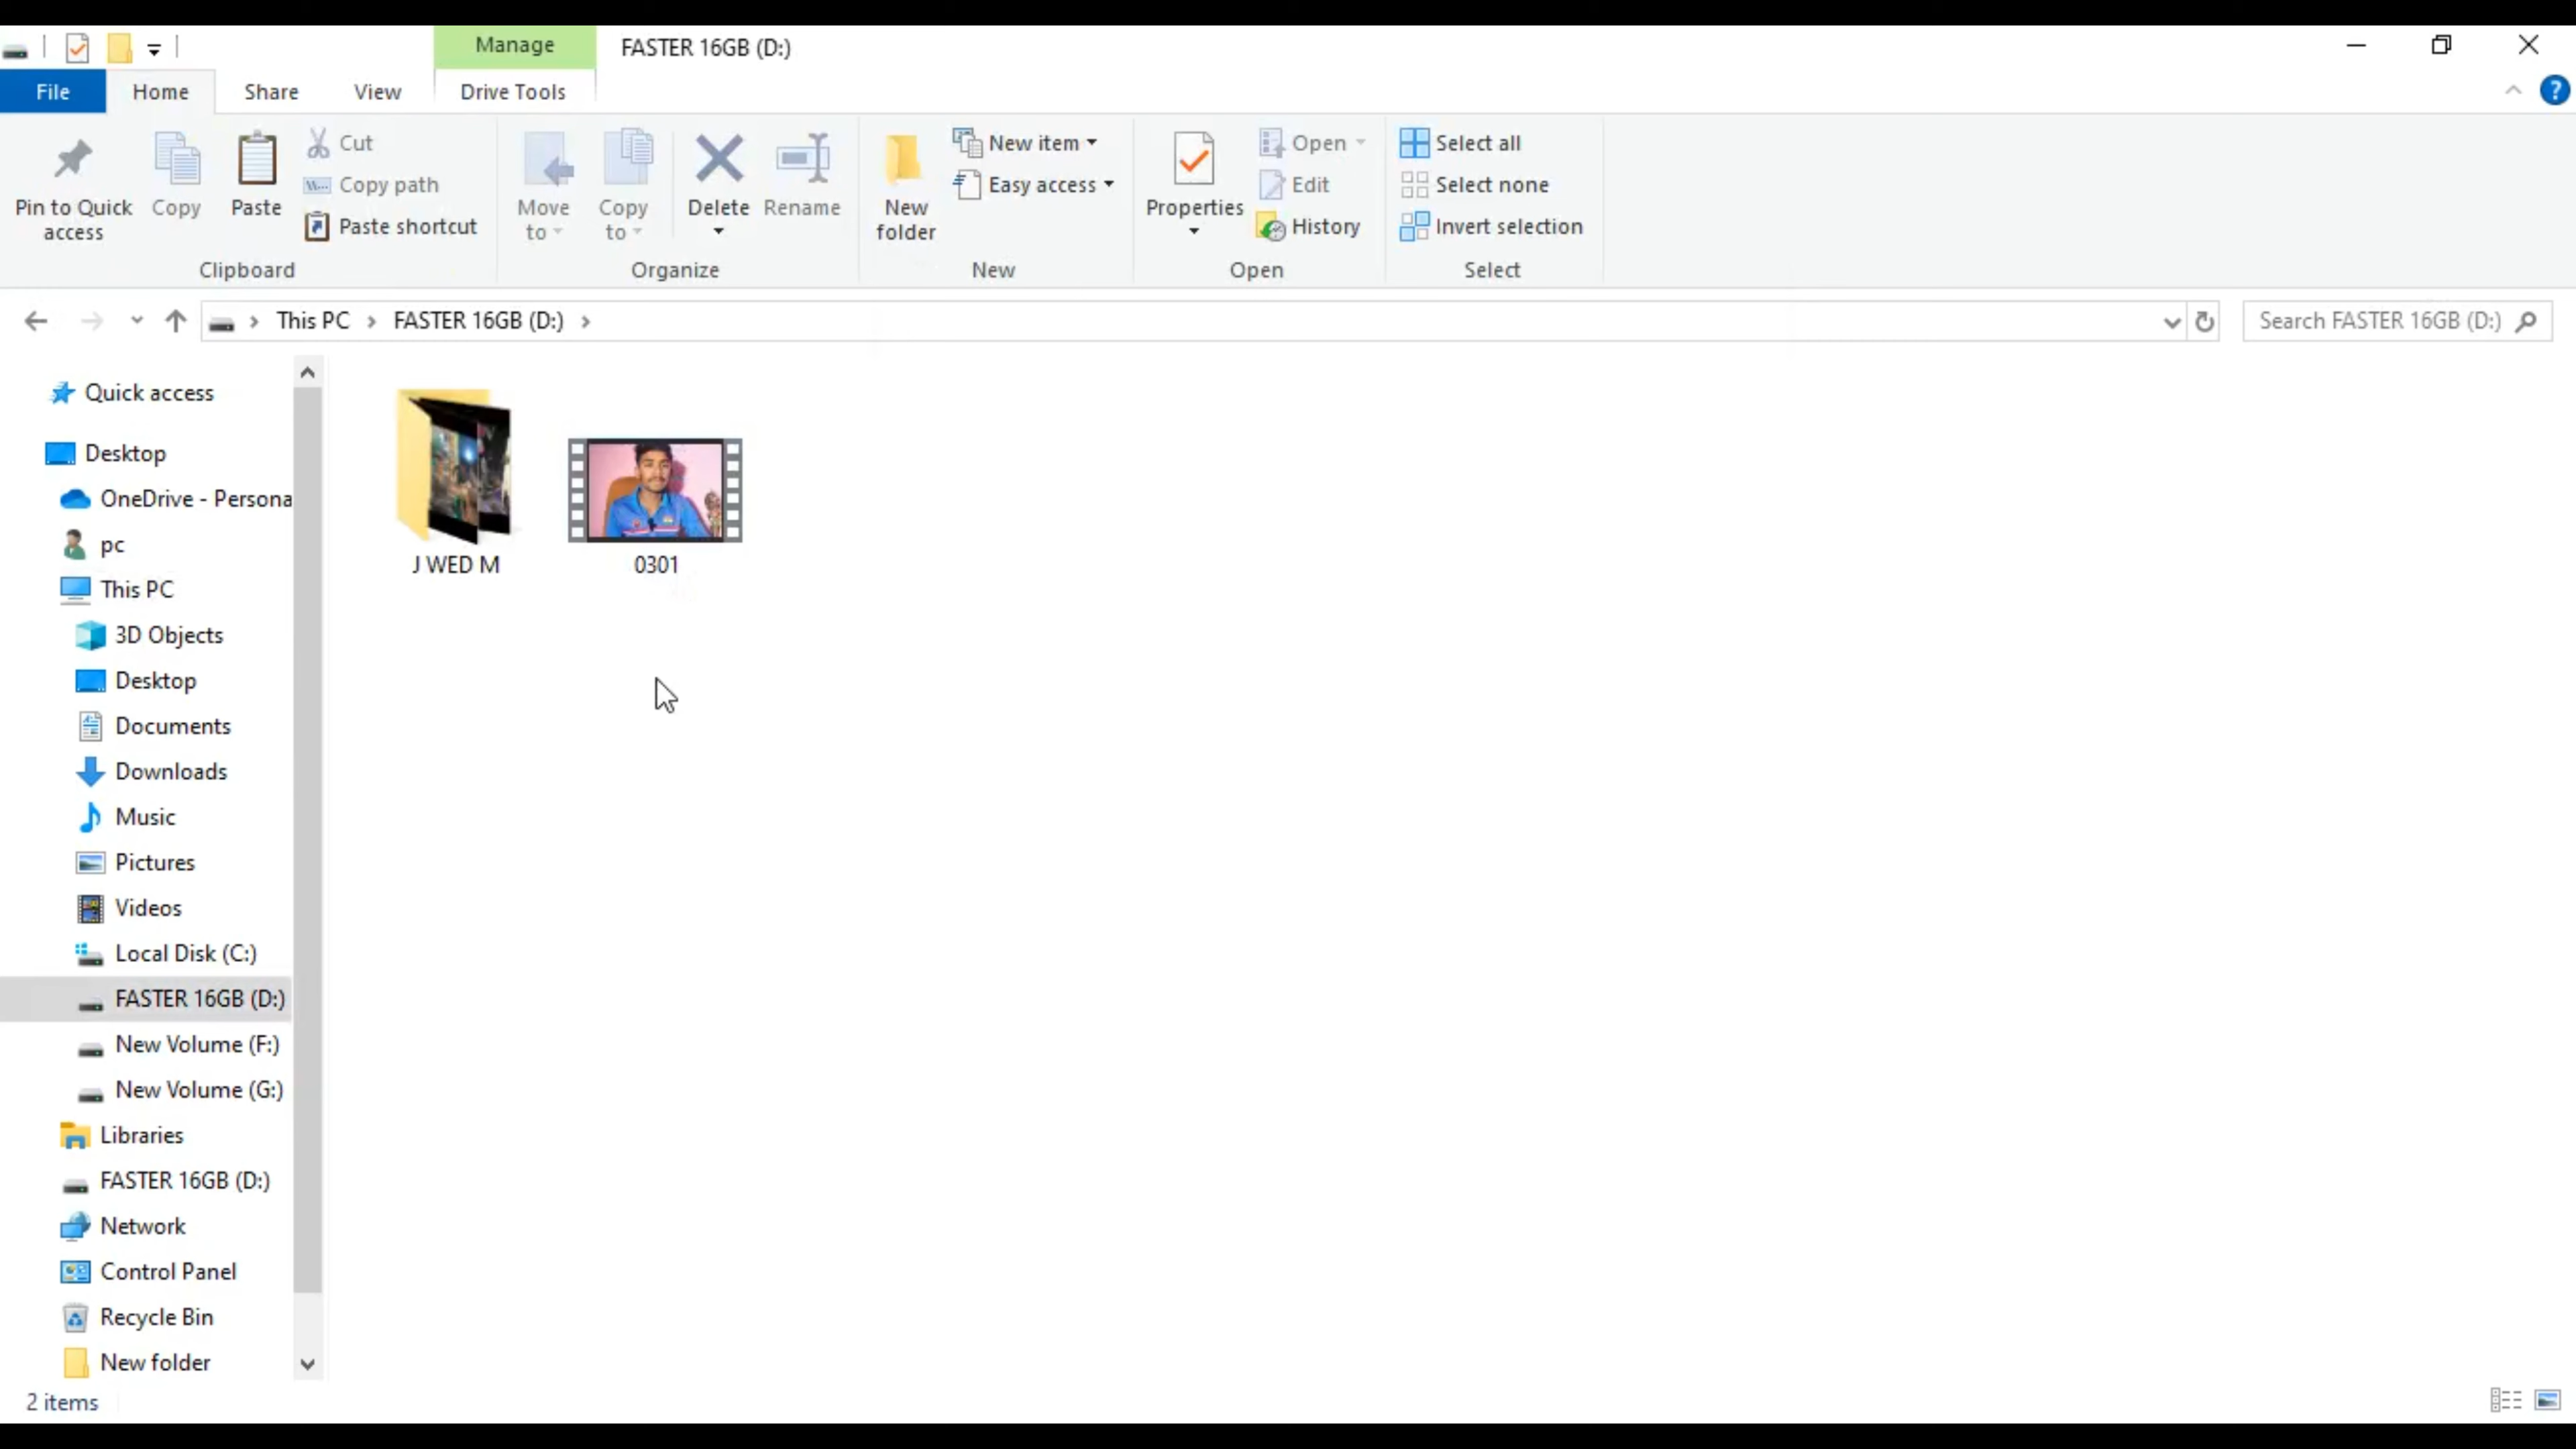 Manage
FASTER 16GB (D:)
File
Home
Share
View
Drive Tools
Pin to Quick access
Copy
Paste
Cut
Copy path
Paste shortcut
Clipboard
Move to
Copy to
Delete
Rename
Organize
New folder
New item
Easy access
New
Properties
Open
Edit
History
Open
Select all
Select none
Invert selection
Select
This PC
FASTER 16GB (D:)
Search FASTER 16GB (D:)
Quick access
Desktop
OneDrive - Persona
pc
This PC
3D Objects
Desktop
Documents
Downloads
Music
Pictures
Videos
Local Disk (C:)
FASTER 16GB (D:)
New Volume (F:)
New Volume (G:)
Libraries
FASTER 16GB (D:)
Network
Control Panel
Recycle Bin
New folder
J WED M
0301
2 items